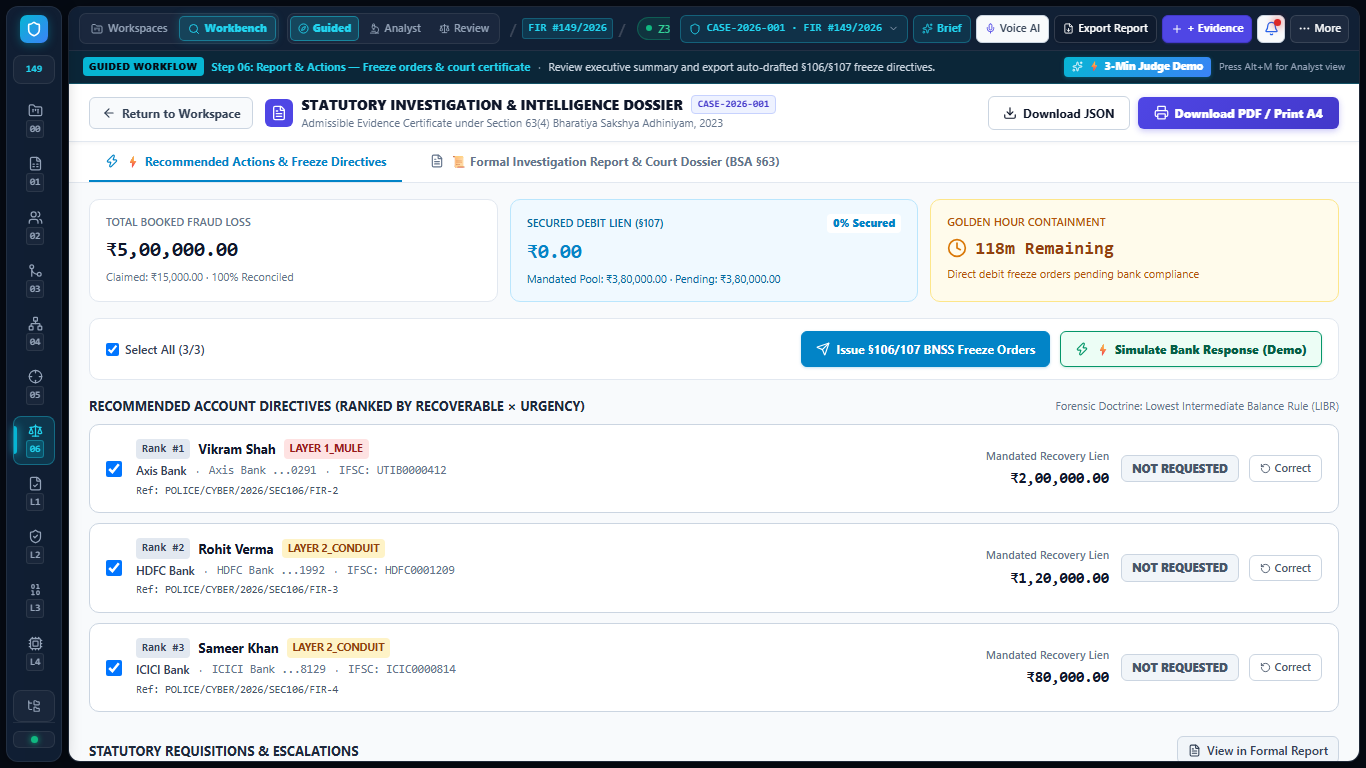 Workspaces Workbench Guided Analyst Review / FIR #149/2026 / Z3 CASE-2026-001 · FIR #149/2026 Brief Voice AI Export Report + Evidence ··· More
149
GUIDED WORKFLOW Step 06: Report & Actions — Freeze orders & court certificate · Review executive summary and export auto-drafted §106/§107 freeze directives. 3-Min Judge Demo Press Alt+M for Analyst view
00
01
02
03
04
05
06
L1
L2
L3
L4
← Return to Workspace
STATUTORY INVESTIGATION & INTELLIGENCE DOSSIER CASE-2026-001
Admissible Evidence Certificate under Section 63(4) Bharatiya Sakshya Adhiniyam, 2023
Download JSON Download PDF / Print A4
Recommended Actions & Freeze Directives Formal Investigation Report & Court Dossier (BSA §63)
TOTAL BOOKED FRAUD LOSS
₹5,00,000.00
Claimed: ₹15,000.00 · 100% Reconciled
SECURED DEBIT LIEN (§107) 0% Secured
₹0.00
Mandated Pool: ₹3,80,000.00 · Pending: ₹3,80,000.00
GOLDEN HOUR CONTAINMENT
118m Remaining
Direct debit freeze orders pending bank compliance
Select All (3/3) Issue §106/107 BNSS Freeze Orders Simulate Bank Response (Demo)
RECOMMENDED ACCOUNT DIRECTIVES (RANKED BY RECOVERABLE × URGENCY) Forensic Doctrine: Lowest Intermediate Balance Rule (LIBR)
Rank #1 Vikram Shah LAYER 1_MULE
Axis Bank · Axis Bank ...0291 · IFSC: UTIB0000412
Ref: POLICE/CYBER/2026/SEC106/FIR-2
Mandated Recovery Lien
₹2,00,000.00
NOT REQUESTED Correct
Rank #2 Rohit Verma LAYER 2_CONDUIT
HDFC Bank · HDFC Bank ...1992 · IFSC: HDFC0001209
Ref: POLICE/CYBER/2026/SEC106/FIR-3
Mandated Recovery Lien
₹1,20,000.00
NOT REQUESTED Correct
Rank #3 Sameer Khan LAYER 2_CONDUIT
ICICI Bank · ICICI Bank ...8129 · IFSC: ICIC0000814
Ref: POLICE/CYBER/2026/SEC106/FIR-4
Mandated Recovery Lien
₹80,000.00
NOT REQUESTED Correct
STATUTORY REQUISITIONS & ESCALATIONS View in Formal Report